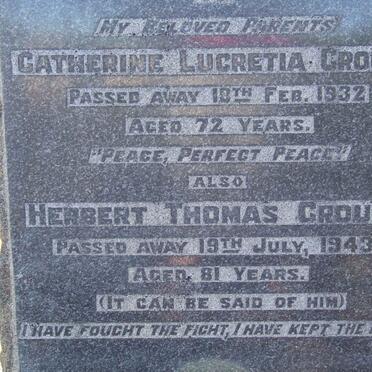 My Beloved Parents
Catherine Lucretia
Passed away 18th Feb. 1932
Aged 72 Years.
"Peace, Perfect Peace"
also
Herbert Thomas
Passed away 19th July, 1943
Aged 81 Years.
(It can be said of him)
I have fought the fight, I have kept the